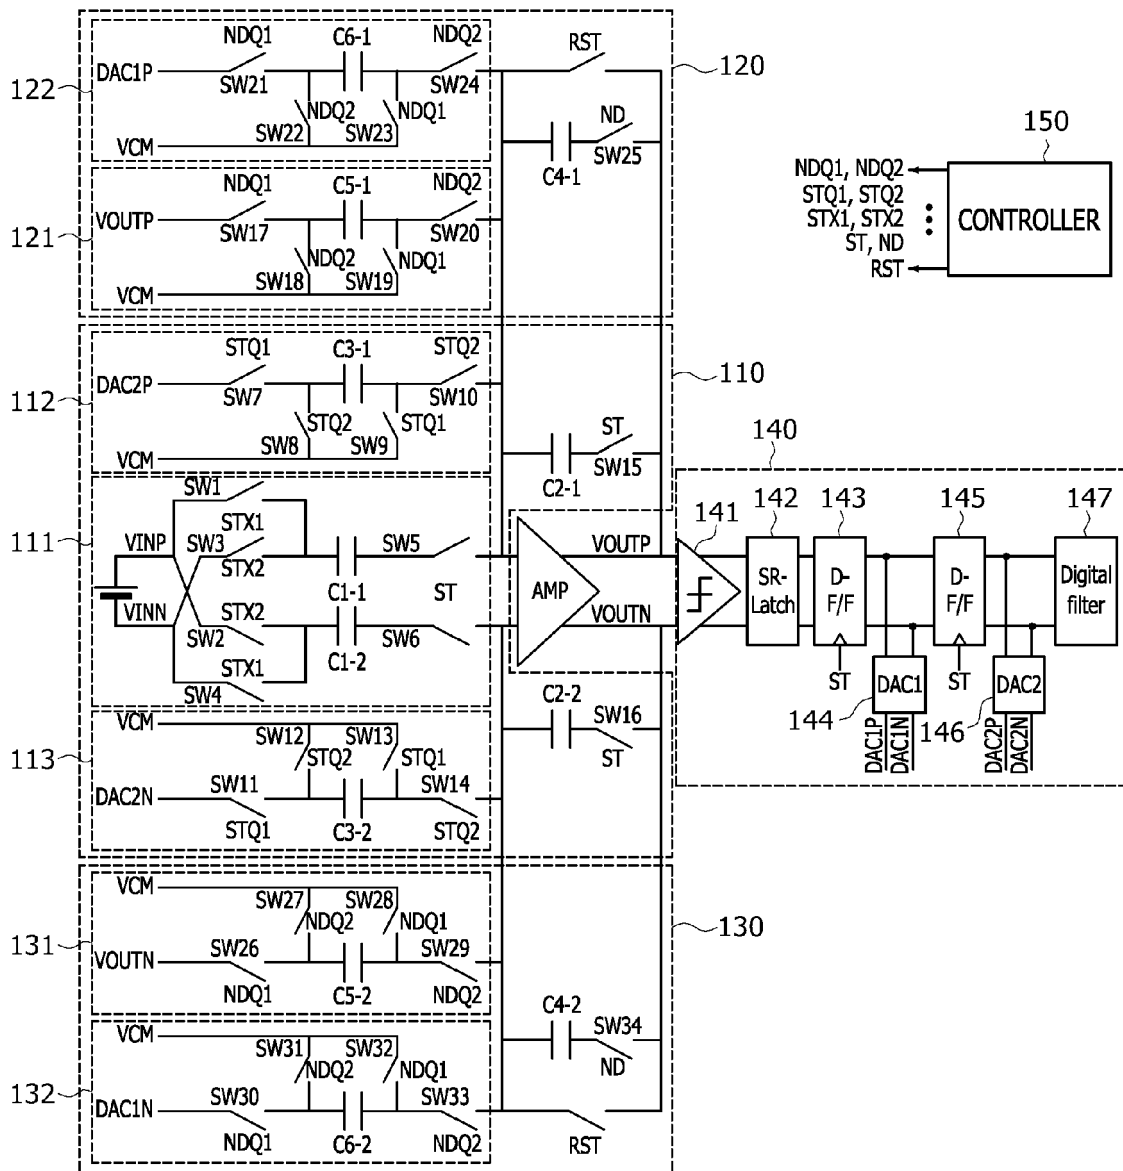 NDQ1 C6-1 NDQ2 RST
DAC1P SW21 SW24 120
122 NDQ2 NDQ1
SW22 SW23
VCM
ND
SW25
C4-1
150
NDQ1, NDQ2
STQ1, STQ2
STX1, STX2
ST, ND
RST
CONTROLLER
NDQ1 C5-1 NDQ2
VOUTP SW17 SW20
121 NDQ2 NDQ1
SW18 SW19
VCM
STQ1 C3-1 STQ2
DAC2P SW7 SW10 110
112 STQ2 STQ1
SW8 SW9
VCM
ST
SW15
C2-1
111
SW1
STX1
VINP SW3 SW5
STX2
C1-1 ST
VINN STX2
SW2 C1-2 SW6
STX1
SW4
AMP
VOUTP
VOUTN
140
141 142 143 145 147
SR-
Latch
D-
F/F
D-
F/F
Digital
filter
ST ST
DAC1 DAC2
144 146
DAC1P DAC1N DAC2P DAC2N
C2-2
SW16
ST
VCM
113 SW12 SW13
STQ2 STQ1
DAC2N SW11 SW14
STQ1 C3-2 STQ2
VCM
131 SW27 SW28 130
NDQ2 NDQ1
VOUTN SW26 SW29
NDQ1 C5-2 NDQ2
C4-2
SW34
ND
VCM
132 SW31 SW32
NDQ2 NDQ1
DAC1N SW30 SW33
NDQ1 C6-2 NDQ2
RST